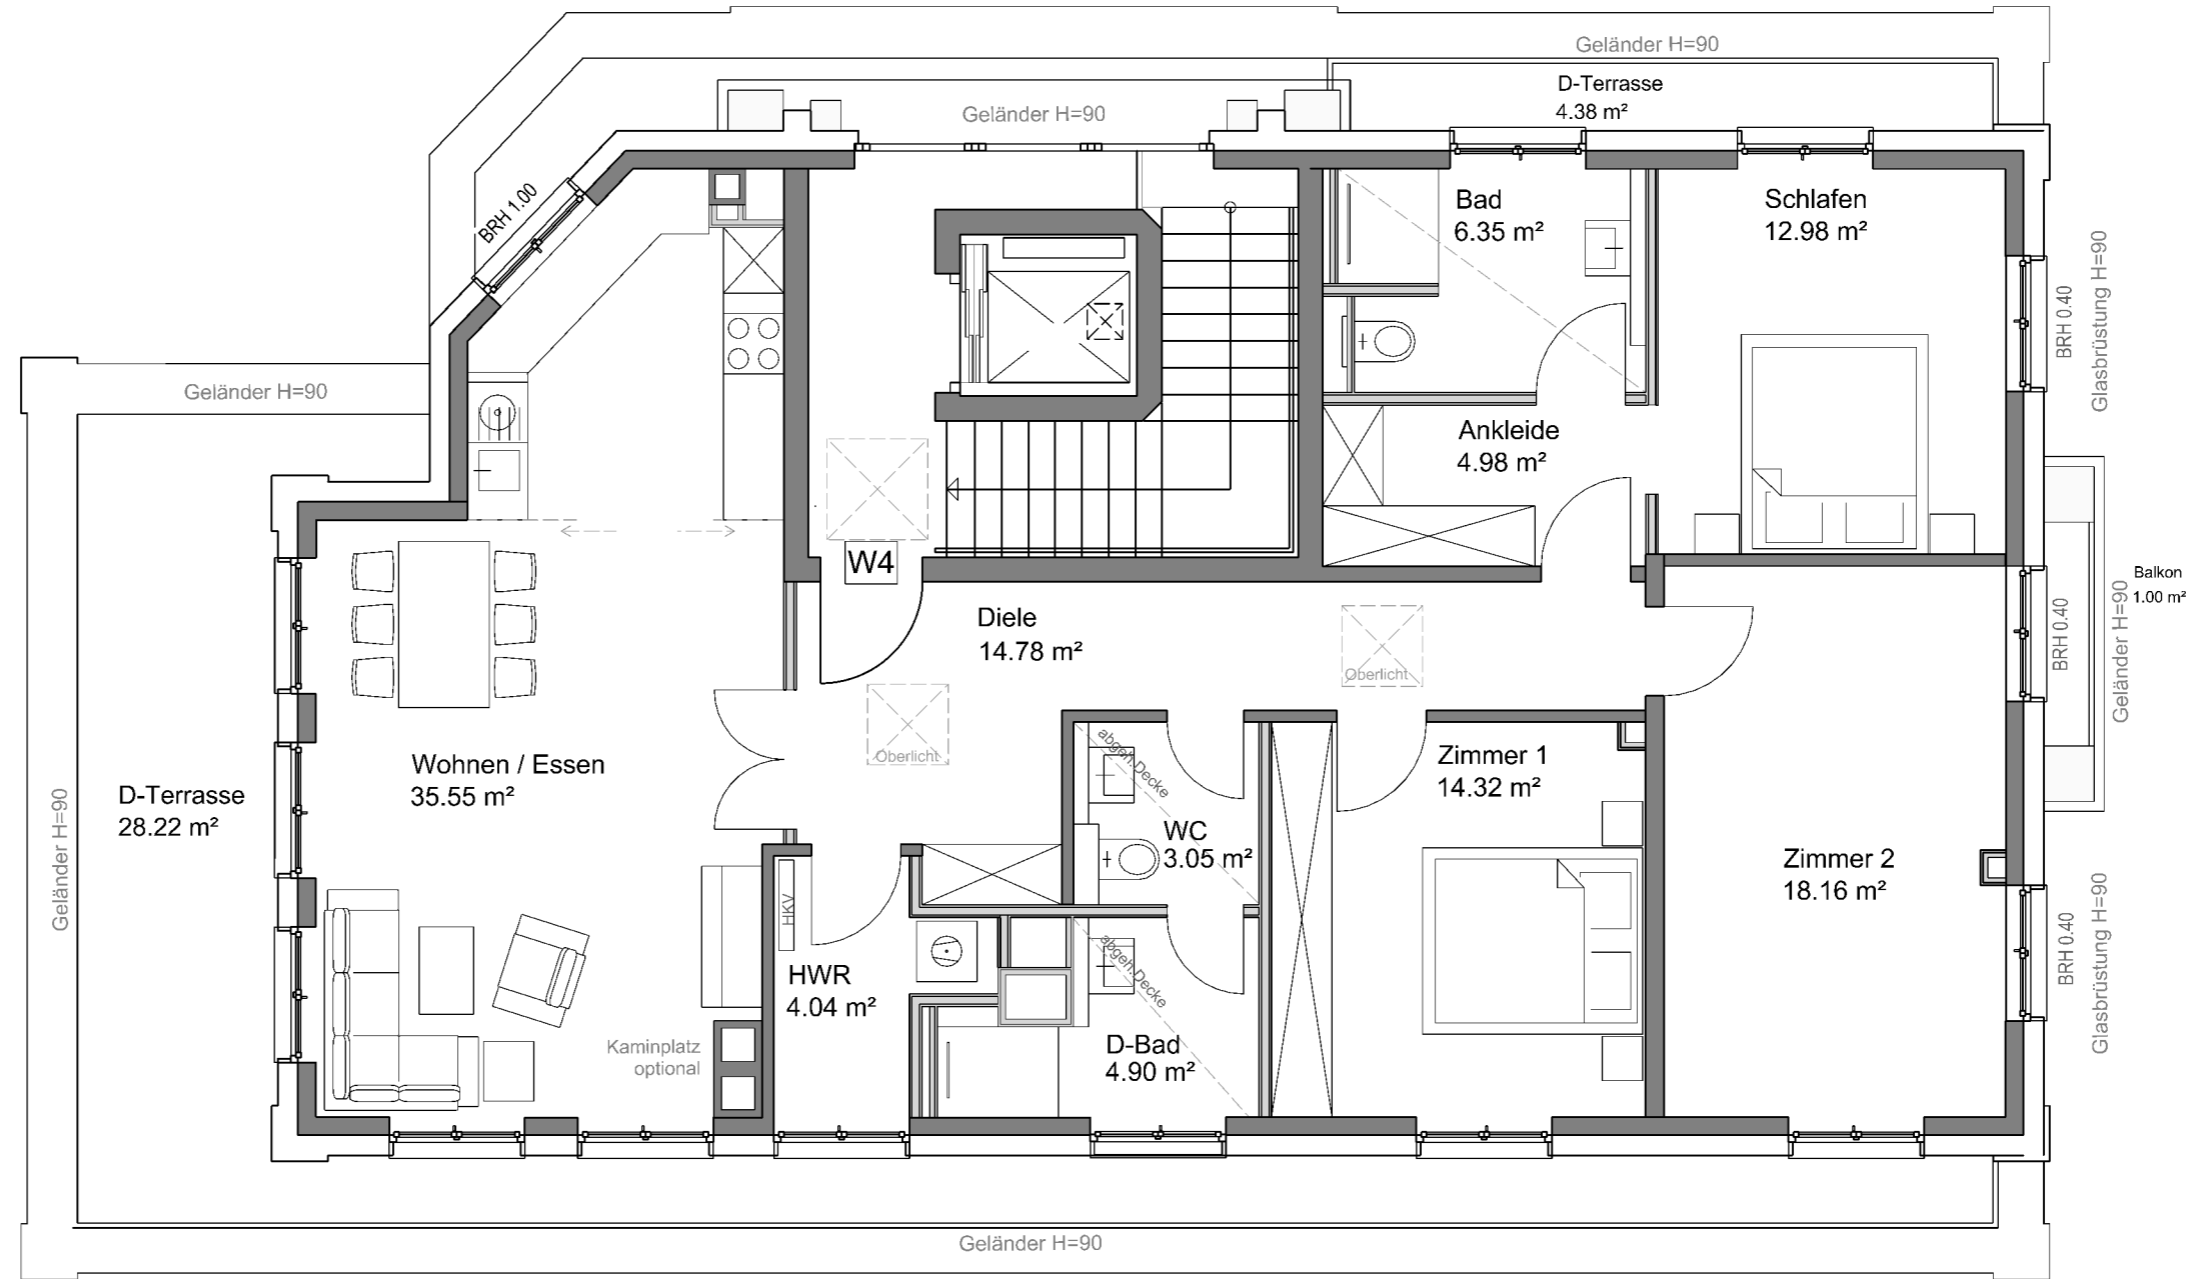 Geländer H=90
D-Terrasse
4.38 m²
Geländer H=90
BRH 1.00
Bad
6.35 m²
Schlafen
12.98 m²
BRH 0.40
Glasbrüstung H=90
Geländer H=90
Ankleide
4.98 m²
W4
Balkon
1.00 m²
BRH 0.40
Geländer H=90
Diele
14.78 m²
Oberlicht
Oberlicht
Wohnen / Essen
35.55 m²
D-Terrasse
28.22 m²
Geländer H=90
abgeh.Decke
WC
3.05 m²
Zimmer 1
14.32 m²
Zimmer 2
18.16 m²
HKV
HWR
4.04 m²
abgeh.Decke
BRH 0.40
Glasbrüstung H=90
Kaminplatz
optional
D-Bad
4.90 m²
Geländer H=90